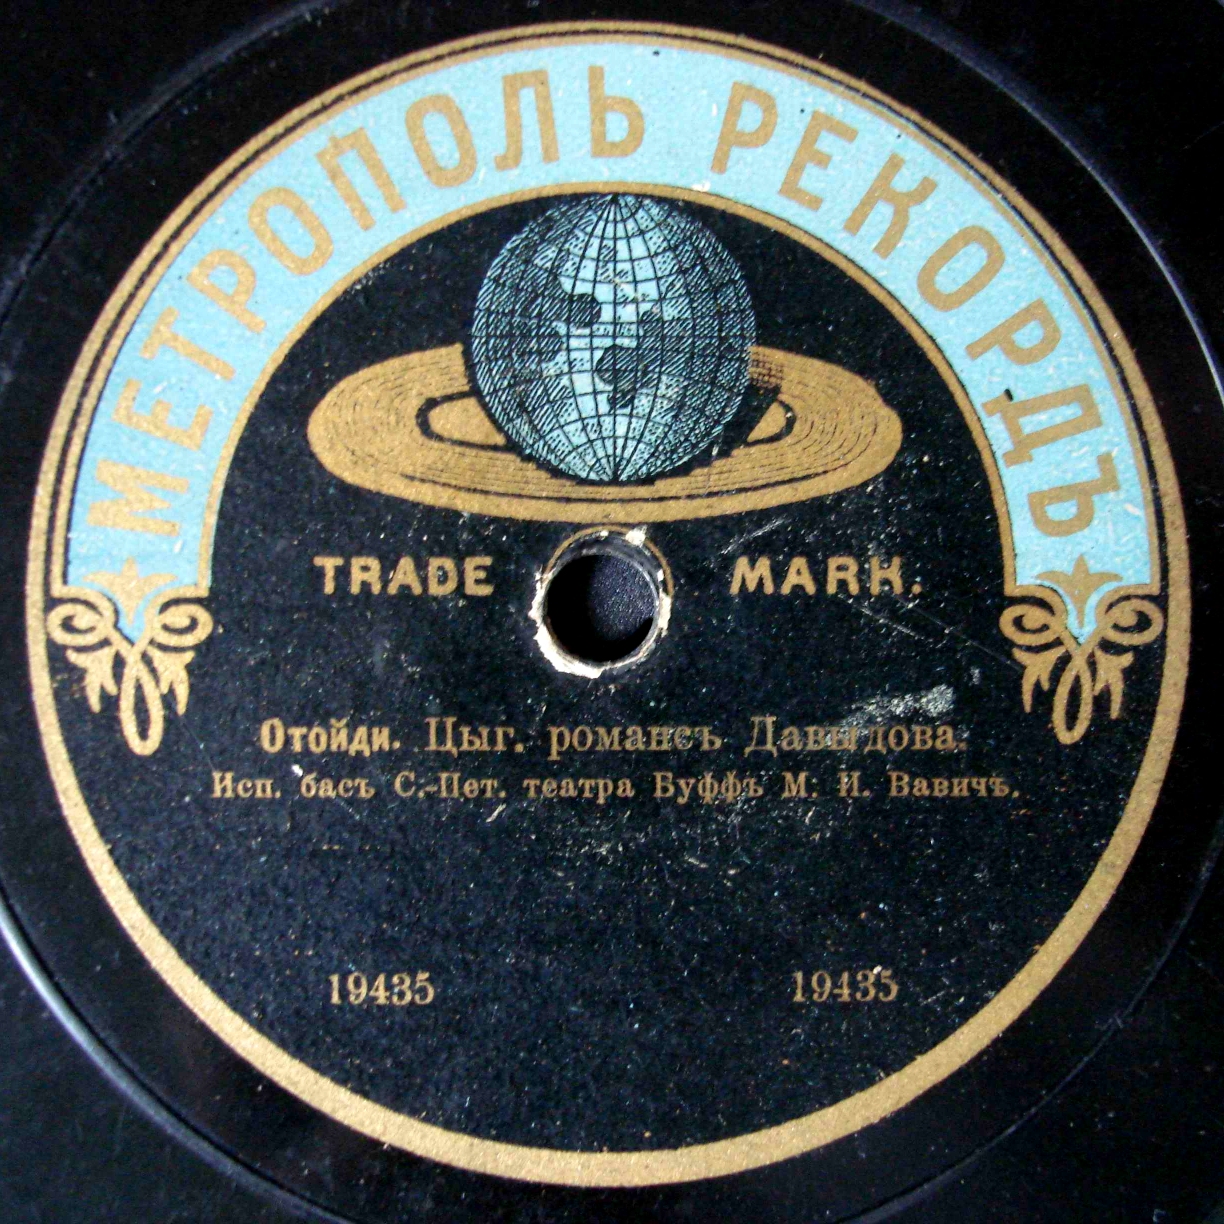 МЕТРОПОЛЬ РЕКОРДЪ
TRADE MARK.
Отойди. Цыг. романсъ Давыдова.
Исп. басъ С.-Пет. театра Буффъ М. И. Вавичъ.
19435 19435